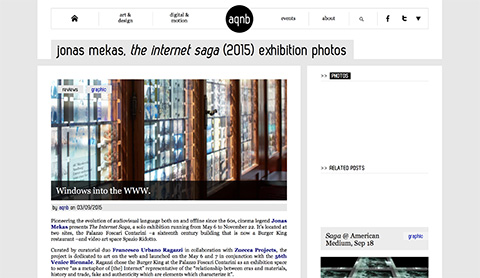 art & design
digital & motion
aqnb
events
about
f
jonas mekas, the internet saga (2015) exhibition photos
reviews
graphic
Windows into the WWW.
by aqnb on 03/09/2015
Pioneering the evolution of audiovisual language both on and offline since the 60s, cinema legend Jonas
Mekas presents The Internet Saga, a solo exhibition running from May 6 to November 22. It's located at
two sites, the Palazzo Foscari Contarini –a sixteenth century building that is now a Burger King
restaurant –and video art space Spazio Ridotto.
Curated by curatorial duo Francesco Urbano Ragazzi in collaboration with Zuecca Projects, the
project is dedicated to art on the web and launched on the May 6 and 7 in conjunction with the 56th
Venice Biennale. Ragazzi chose the Burger King at the Palazzo Foscari Contarini as an exhibition space
to serve "as a metaphor of [the] Internet" representative of the "relationship between eras and materials,
history and trade, fake and authenticity which are elements which characterize it".
>> PHOTOS
>> RELATED POSTS
Saga @ American
Medium, Sep 18
graphic